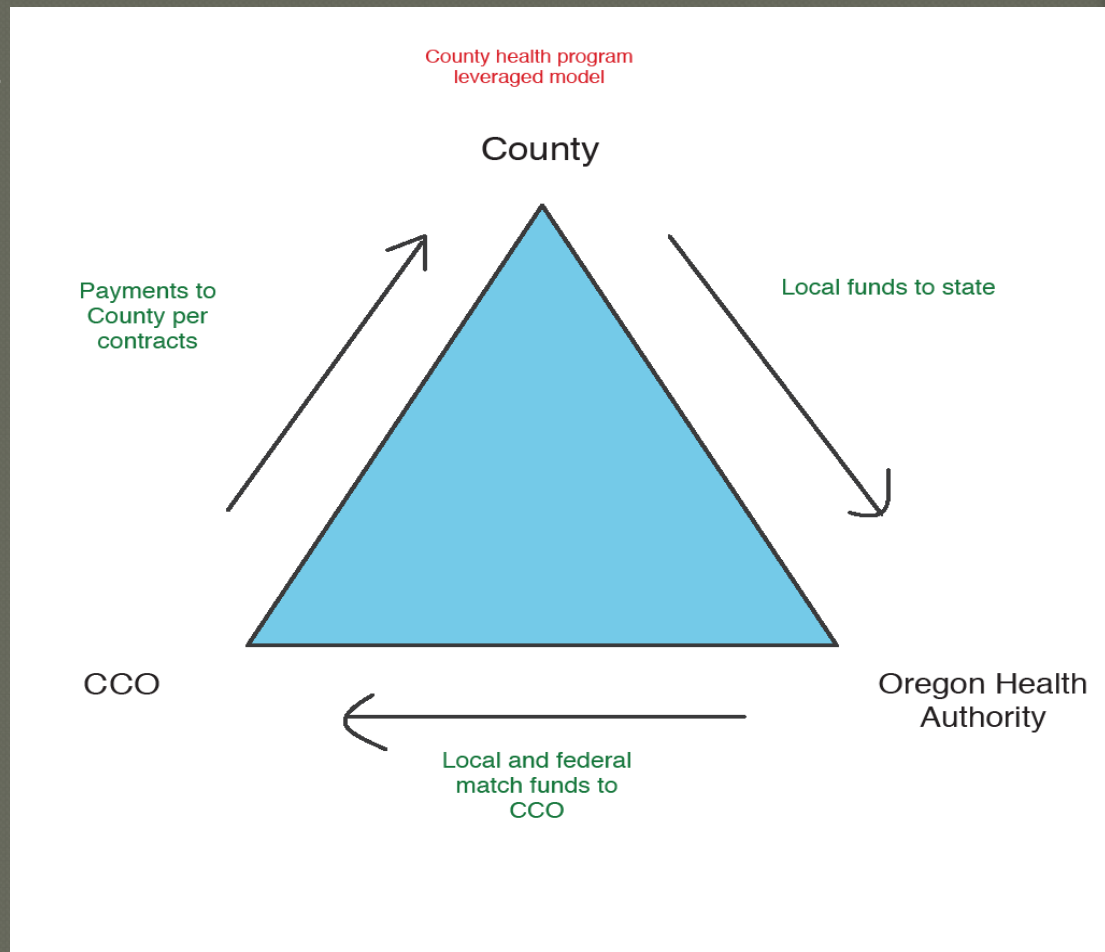 County health program
leveraged model
County
Payments to
County per
contracts
Local funds to state
CCO
Oregon Health
Authority
Local and federal
match funds to
CCO